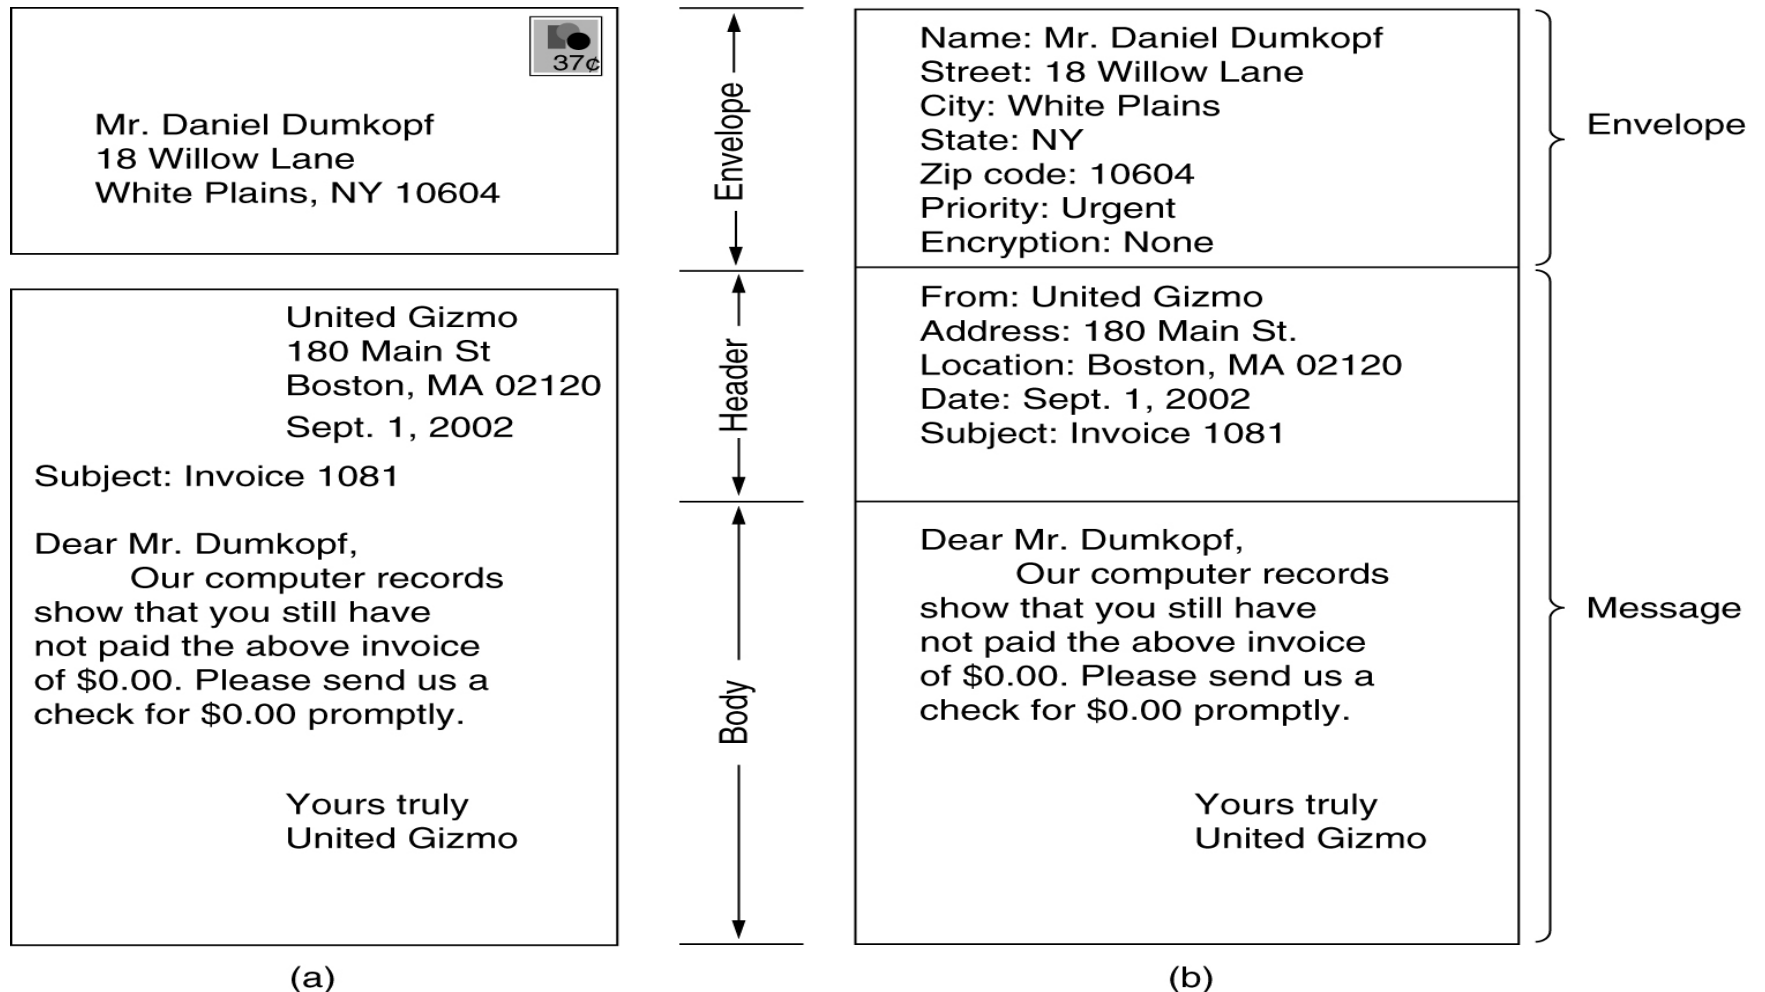 37¢
Mr. Daniel Dumkopf
18 Willow Lane
White Plains, NY 10604
United Gizmo
180 Main St
Boston, MA 02120
Sept. 1, 2002
Subject: Invoice 1081
Dear Mr. Dumkopf,
Our computer records
show that you still have
not paid the above invoice
of $0.00. Please send us a
check for $0.00 promptly.
Yours truly
United Gizmo
(a)
Envelope
Header
Body
Name: Mr. Daniel Dumkopf
Street: 18 Willow Lane
City: White Plains
State: NY
Zip code: 10604
Priority: Urgent
Encryption: None
From: United Gizmo
Address: 180 Main St.
Location: Boston, MA 02120
Date: Sept. 1, 2002
Subject: Invoice 1081
Dear Mr. Dumkopf,
Our computer records
show that you still have
not paid the above invoice
of $0.00. Please send us a
check for $0.00 promptly.
Yours truly
United Gizmo
(b)
Envelope
Message